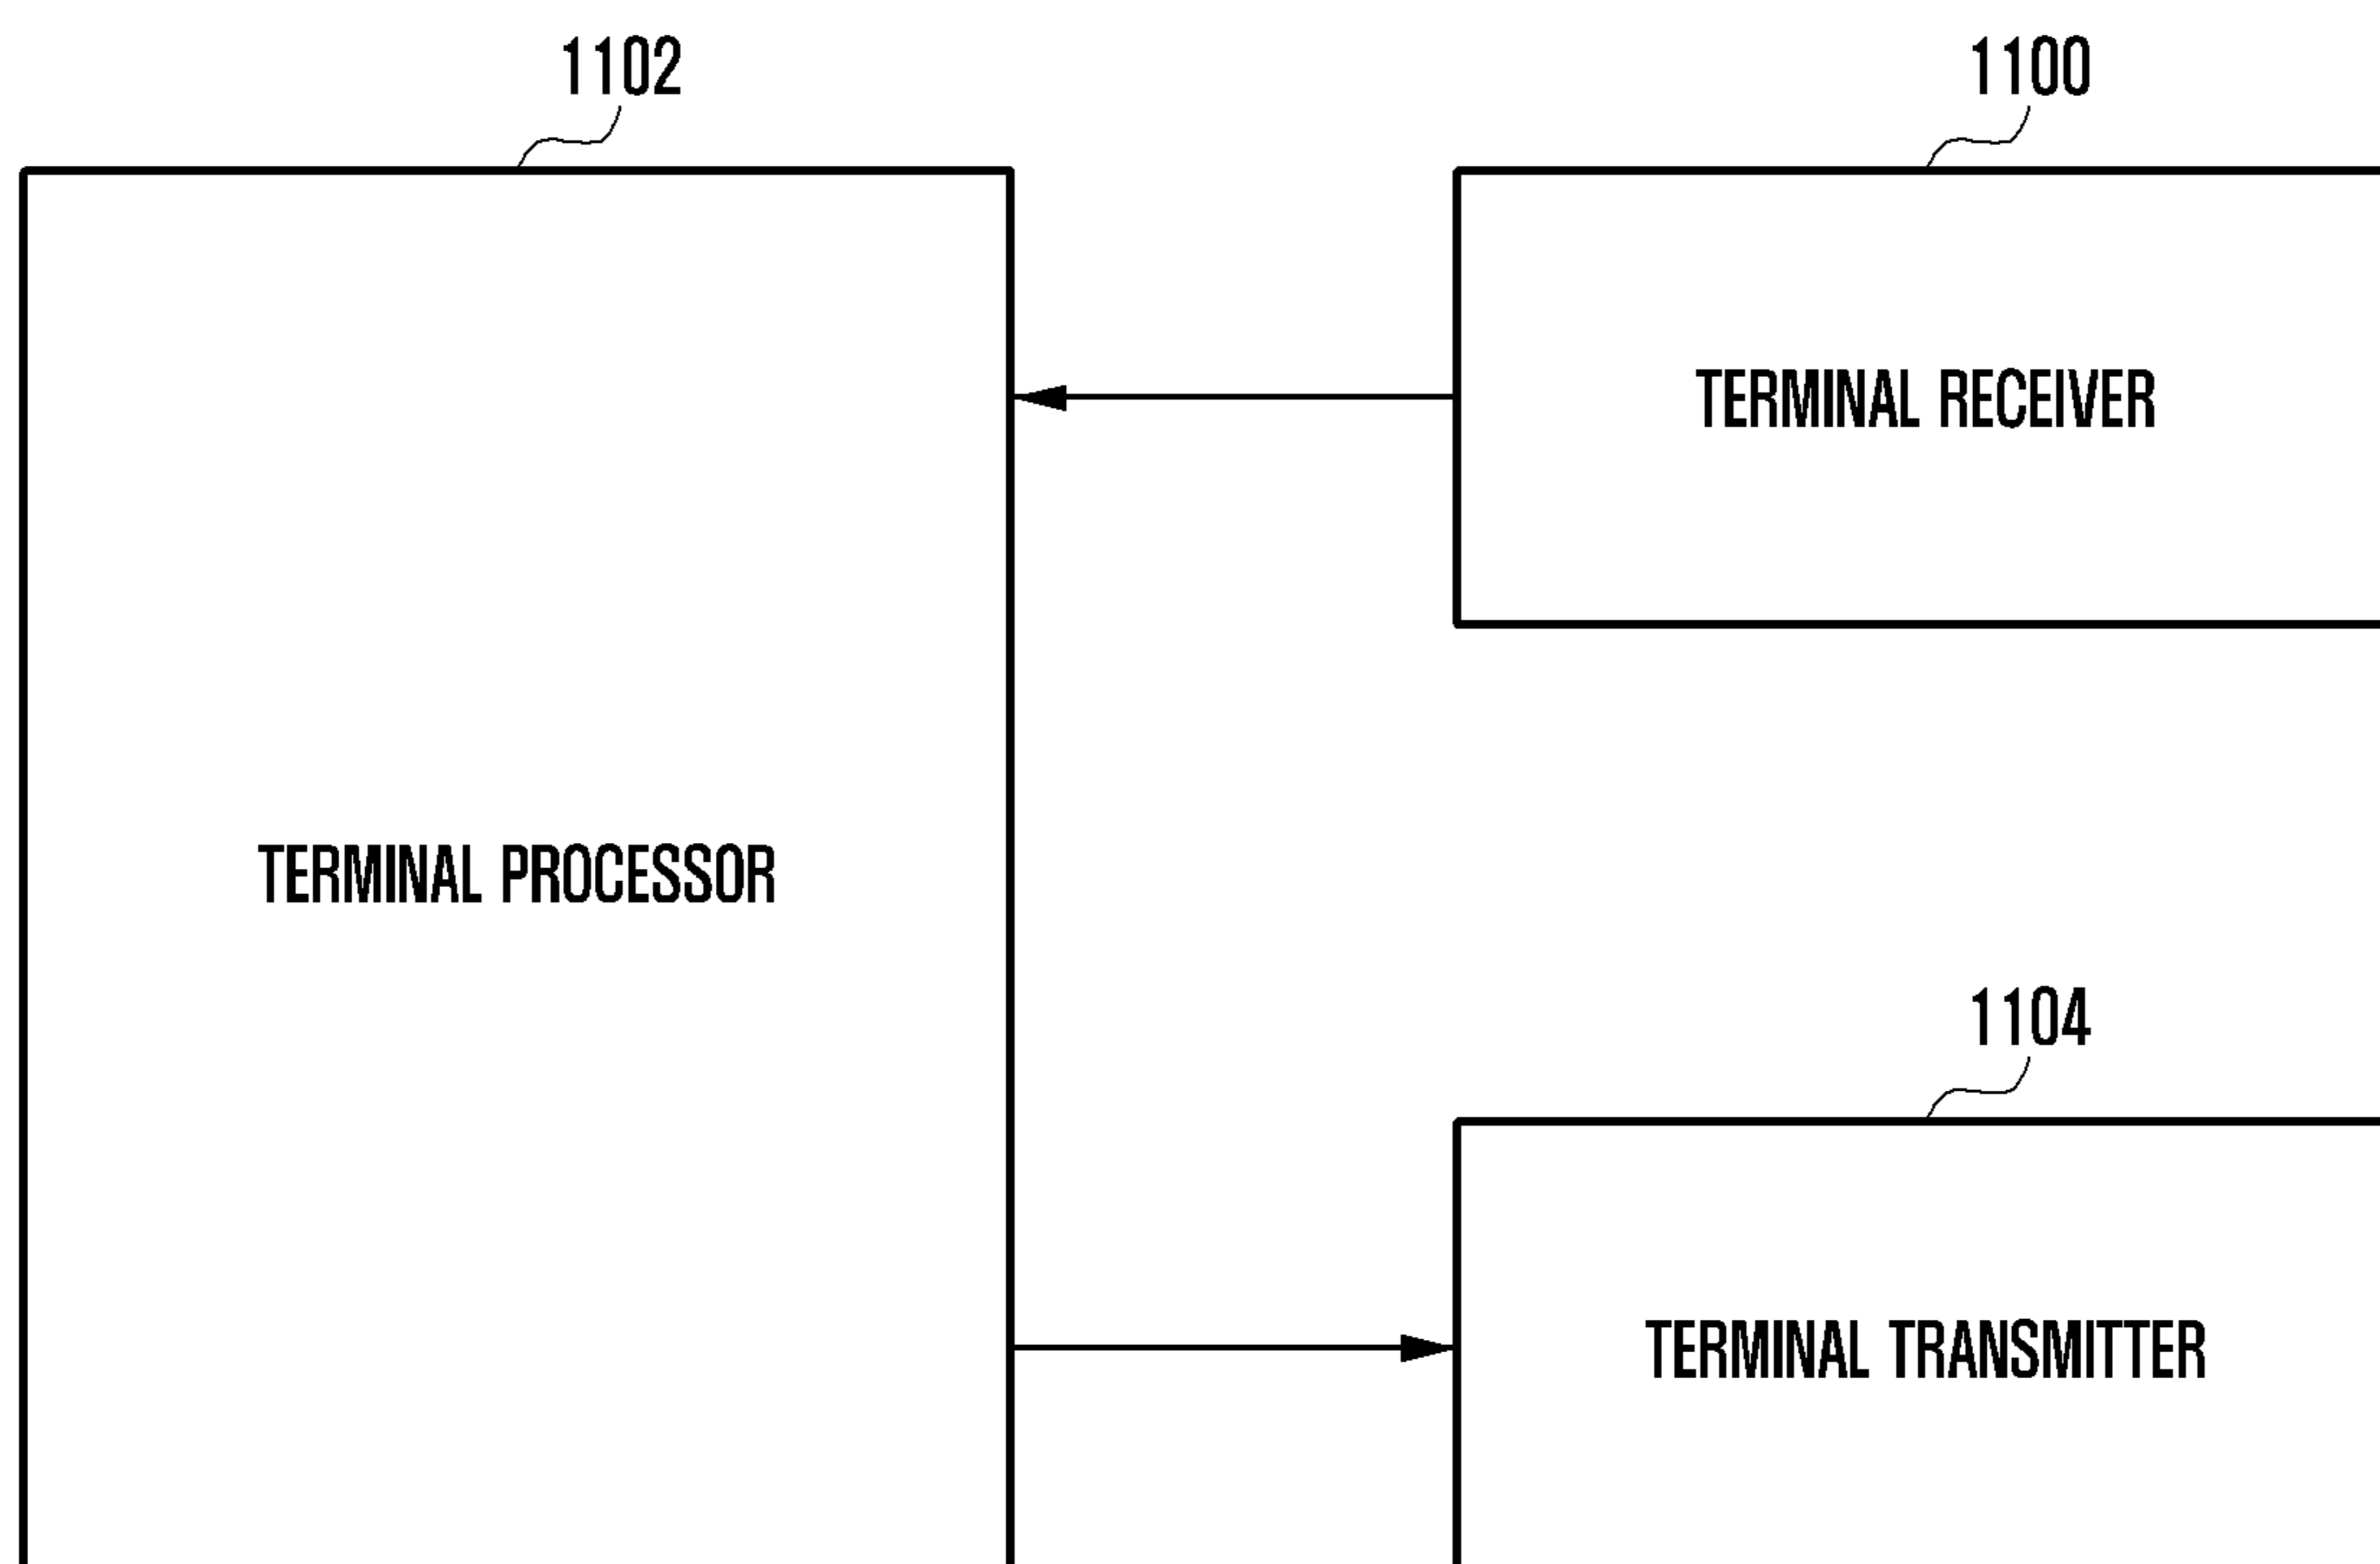 1102
1100
TERMINAL RECEIVER
TERMINAL PROCESSOR
1104
TERMINAL TRANSMITTER